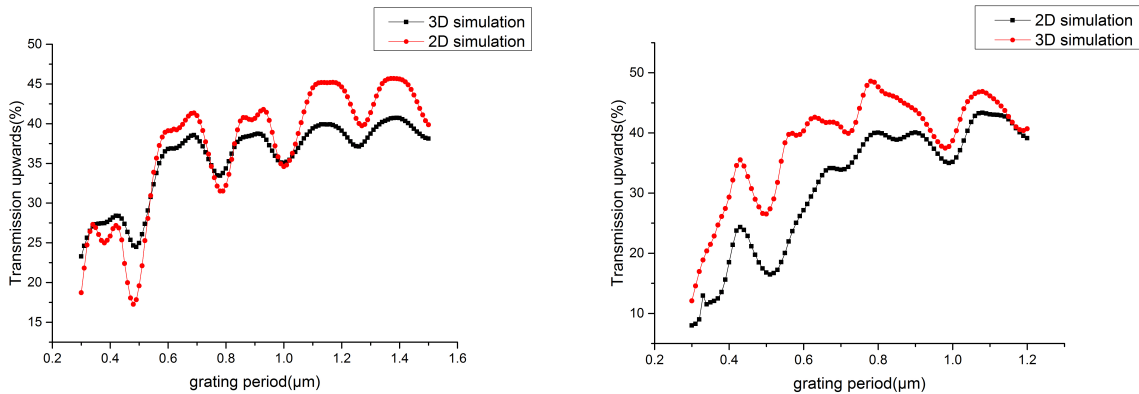 3D simulation
2D simulation
50
45
40
35
30
25
20
15
0.2 0.4 0.6 0.8 1.0 1.2 1.4 1.6
Transmission upwards(%)
grating period(μm)
2D simulation
3D simulation
50
40
30
20
10
0.2 0.4 0.6 0.8 1.0 1.2
Transmission upwards(%)
grating period(μm)